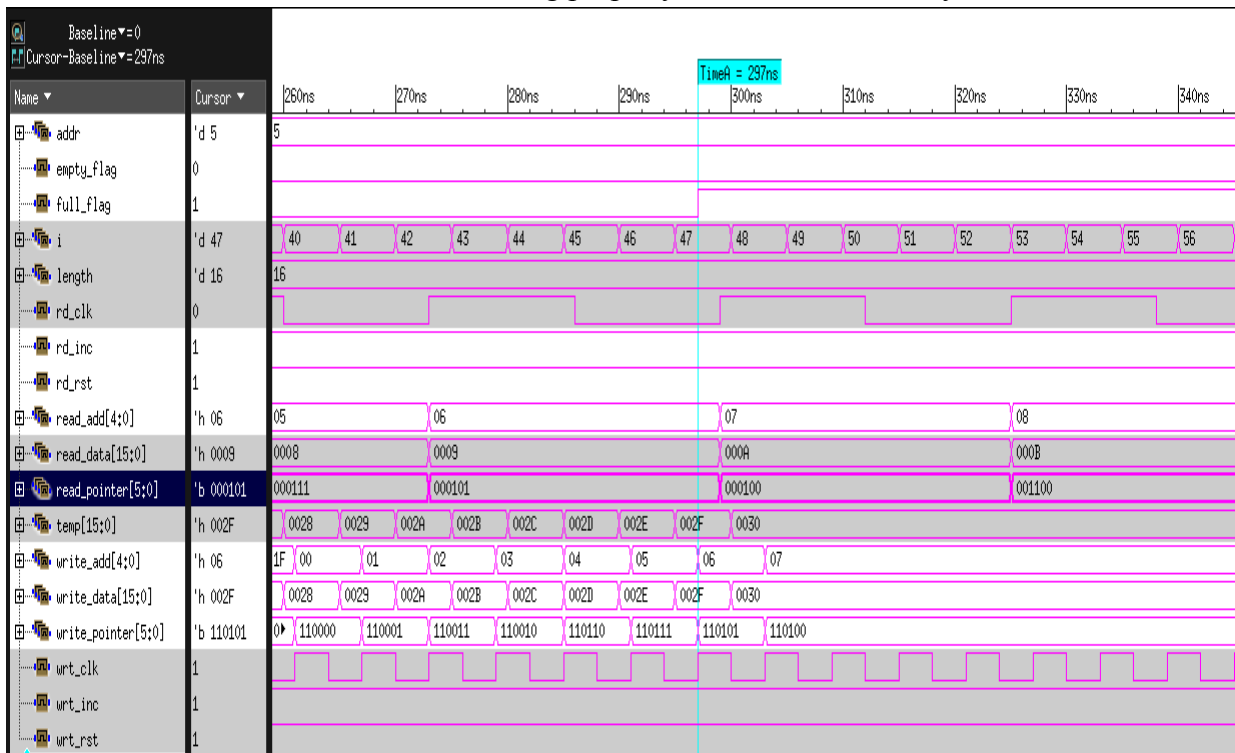 Baseline▼=0
Cursor-Baseline▼=297ns
TimeA = 297ns
Name ▼ Cursor ▼ 260ns 270ns 280ns 290ns 300ns 310ns 320ns 330ns 340ns
addr 'd 5 5
empty_flag 0
full_flag 1
i 'd 47 40 41 42 43 44 45 46 47 48 49 50 51 52 53 54 55 56
length 'd 16 16
rd_clk 0
rd_inc 1
rd_rst 1
read_add[4:0] 'h 06 05 06 07 08
read_data[15:0] 'h 0009 0008 0009 000A 000B
read_pointer[5:0] 'b 000101 000111 000101 000100 001100
temp[15:0] 'h 002F 0028 0029 002A 002B 002C 002D 002E 002F 0030
write_add[4:0] 'h 06 1F 00 01 02 03 04 05 06 07
write_data[15:0] 'h 002F 0028 0029 002A 002B 002C 002D 002E 002F 0030
write_pointer[5:0] 'b 110101 0 110000 110001 110011 110010 110110 110111 110101 110100
wrt_clk 1
wrt_inc 1
wrt_rst 1